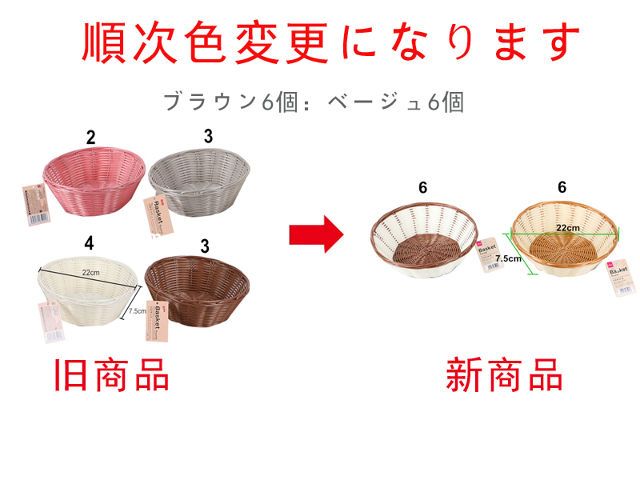 順次色変更になります
ブラウン6個：ベージュ6個
2
3
4
3
22cm
7.5cm
Basket
Basket
6
6
22cm
7.5cm
Basket
Basket
旧商品
新商品